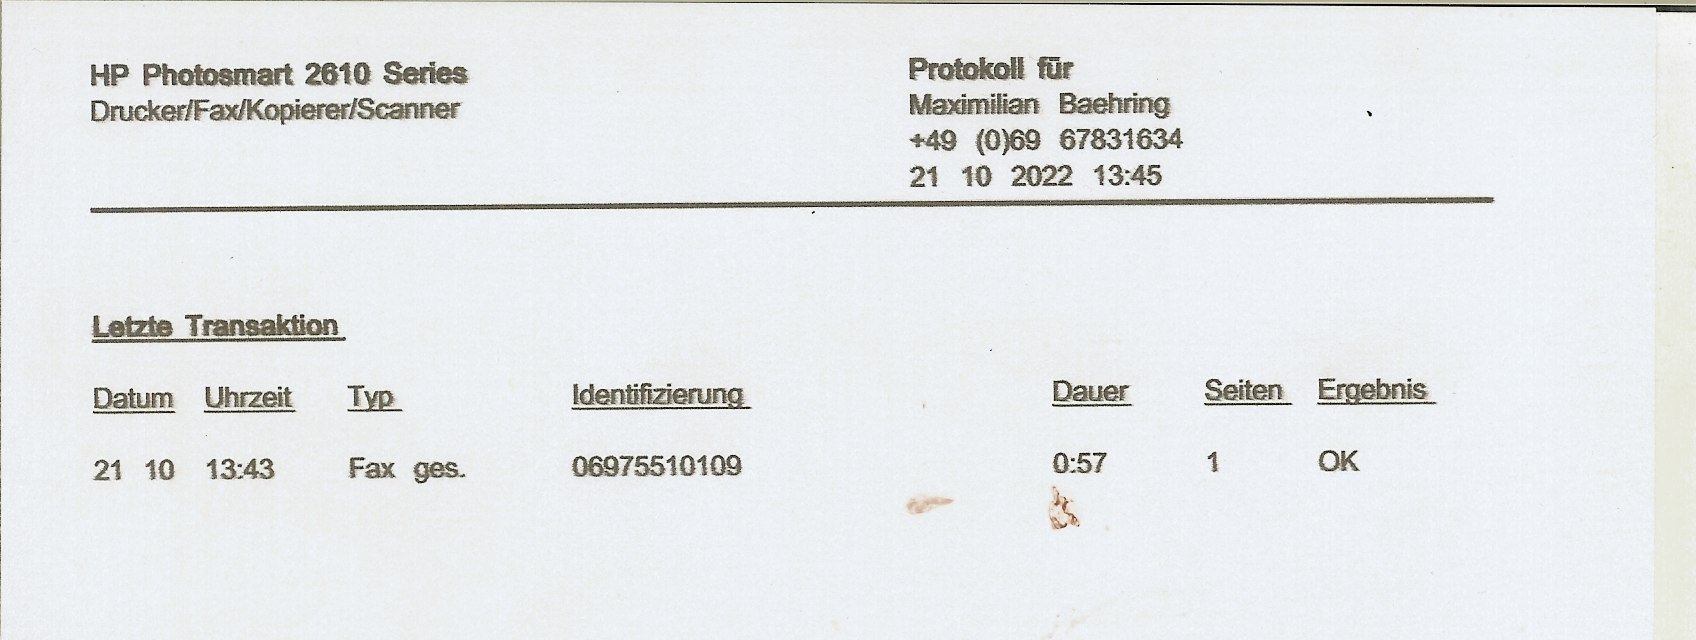 HP Photosmart 2610 Series
Drucker/Fax/Kopierer/Scanner
Protokoll für
Maximilian Baehring
+49 (0)69 67831634
21 10 2022 13:45
Letzte Transaktion
Datum Uhrzeit Typ Identifizierung Dauer Seiten Ergebnis
21 10 13:43 Fax ges. 06975510109 0:57 1 OK